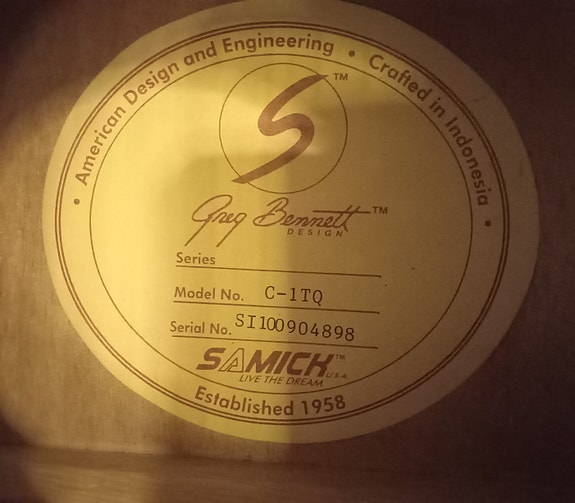 • American Design and Engineering • Crafted in Indonesia •
S™
Greg Bennett™
DESIGN
Series
Model No. C-1TQ
Serial No. SI100904898
SAMICK™
U.S.A.
LIVE THE DREAM
Established 1958